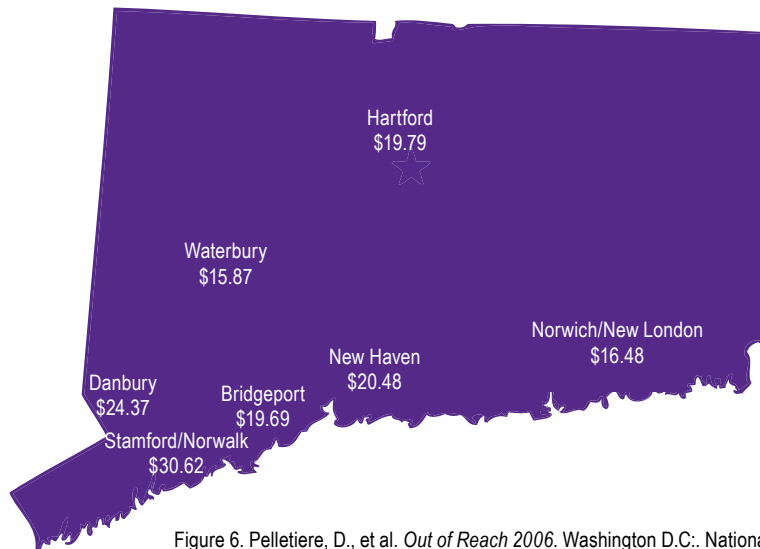 Hartford
$19.79
Waterbury
$15.87
Norwich/New London
$16.48
New Haven
$20.48
Danbury
$24.37
Bridgeport
$19.69
Stamford/Norwalk
$30.62
Figure 6. Pelletiere, D., et al. Out of Reach 2006. Washington D.C:. Nationa